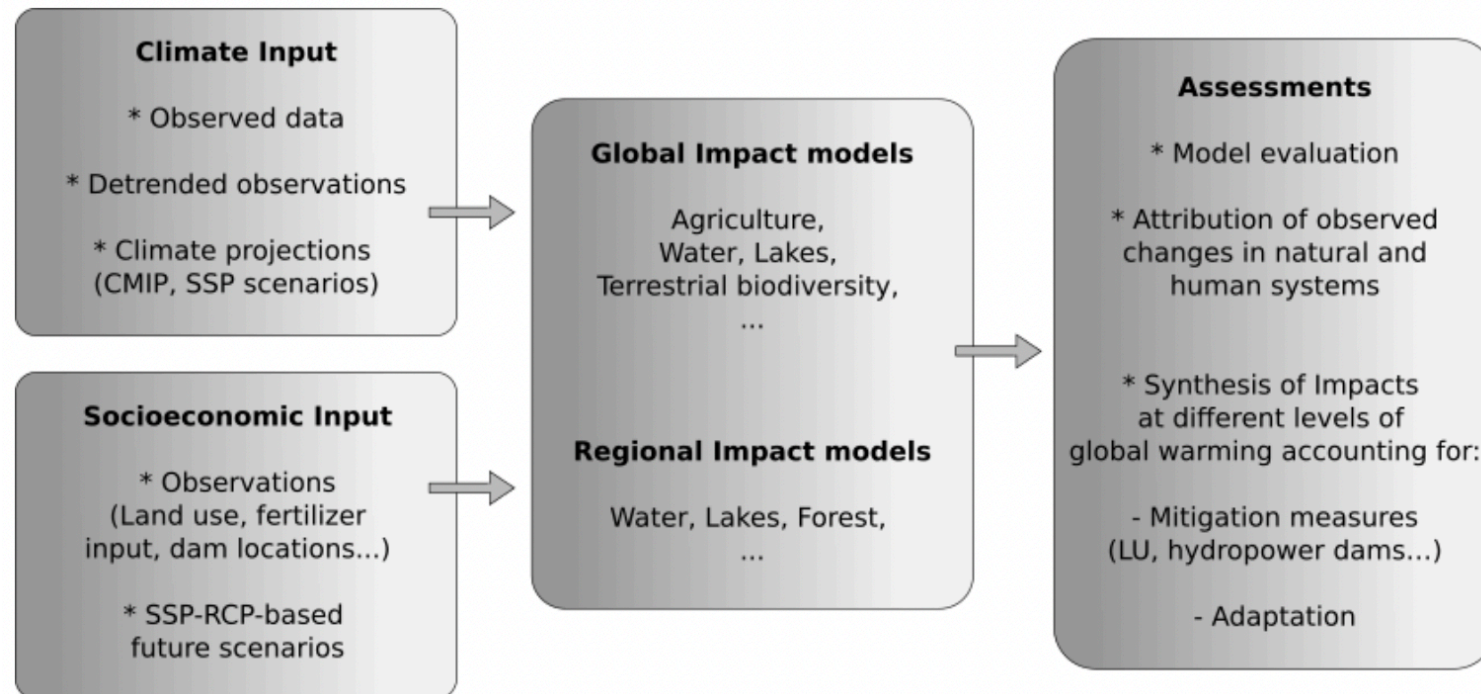 Climate Input
* Observed data
* Detrended observations
* Climate projections
(CMIP, SSP scenarios)
Socioeconomic Input
* Observations
(Land use, fertilizer
input, dam locations...)
* SSP-RCP-based
future scenarios
Global Impact models
Agriculture,
Water, Lakes,
Terrestrial biodiversity,
...
Regional Impact models
Water, Lakes, Forest,
...
Assessments
* Model evaluation
* Attribution of observed
changes in natural and
human systems
* Synthesis of Impacts
at different levels of
global warming accounting for:
- Mitigation measures
(LU, hydropower dams...)
- Adaptation